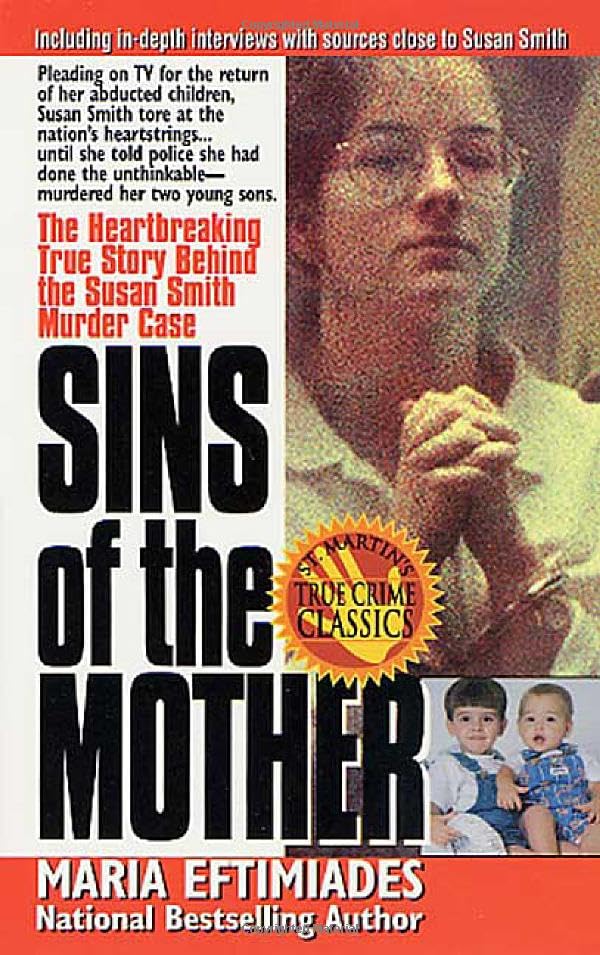 Including in-depth interviews with sources close to Susan Smith
Pleading on TV for the return
of her abducted children,
Susan Smith tore at the
nation's heartstrings...
until she told police she had
done the unthinkable—
murdered her two young sons.
The Heartbreaking
True Story Behind
the Susan Smith
Murder Case
SINS
of the
MOTHER
ST. MARTIN'S
TRUE CRIME
CLASSICS
MARIA EFTIMIADES
National Bestselling Author